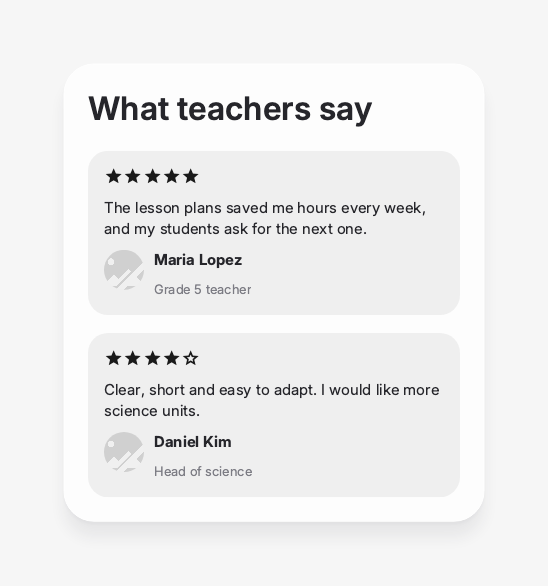 What teachers say
The lesson plans saved me hours every week,
and my students ask for the next one.
Maria Lopez
Grade 5 teacher
Clear, short and easy to adapt. I would like more
science units.
Daniel Kim
Head of science